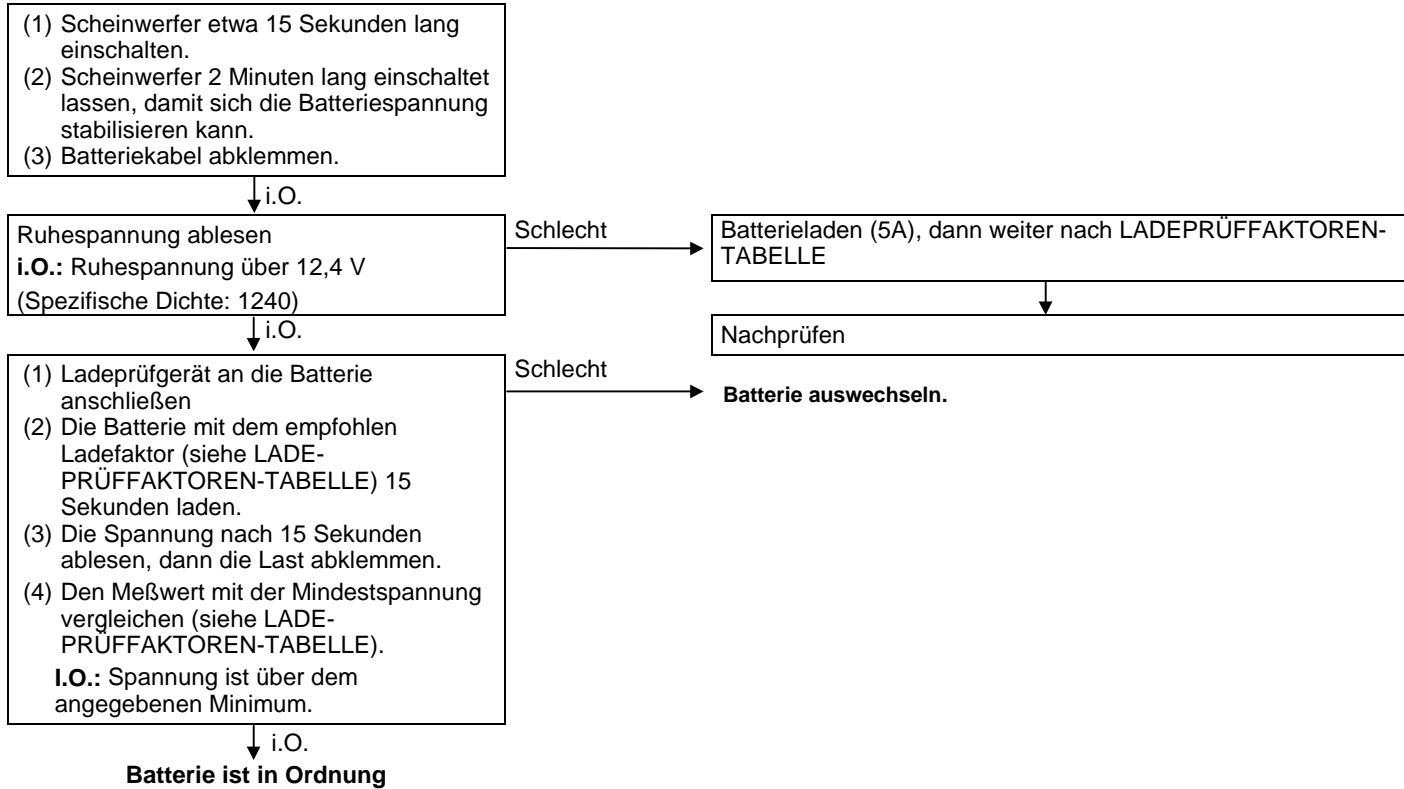 (1) Scheinwerfer etwa 15 Sekunden lang
einschalten.
(2) Scheinwerfer 2 Minuten lang einschaltet
lassen, damit sich die Batteriespannung
stabilisieren kann.
(3) Batteriekabel abklemmen.
i.O.
Ruhespannung ablesen
i.O.: Ruhespannung über 12,4 V
(Spezifische Dichte: 1240)
Schlecht
Batterieladen (5A), dann weiter nach LADEPRÜFFAKTOREN-
TABELLE
Nachprüfen
i.O.
(1) Ladeprüfgerät an die Batterie
anschließen
(2) Die Batterie mit dem empfohlen
Ladefaktor (siehe LADE-
PRÜFFAKTOREN-TABELLE) 15
Sekunden laden.
(3) Die Spannung nach 15 Sekunden
ablesen, dann die Last abklemmen.
(4) Den Meßwert mit der Mindestspannung
vergleichen (siehe LADE-
PRÜFFAKTOREN-TABELLE).
I.O.: Spannung ist über dem
angegebenen Minimum.
Schlecht
Batterie auswechseln.
i.O.
Batterie ist in Ordnung